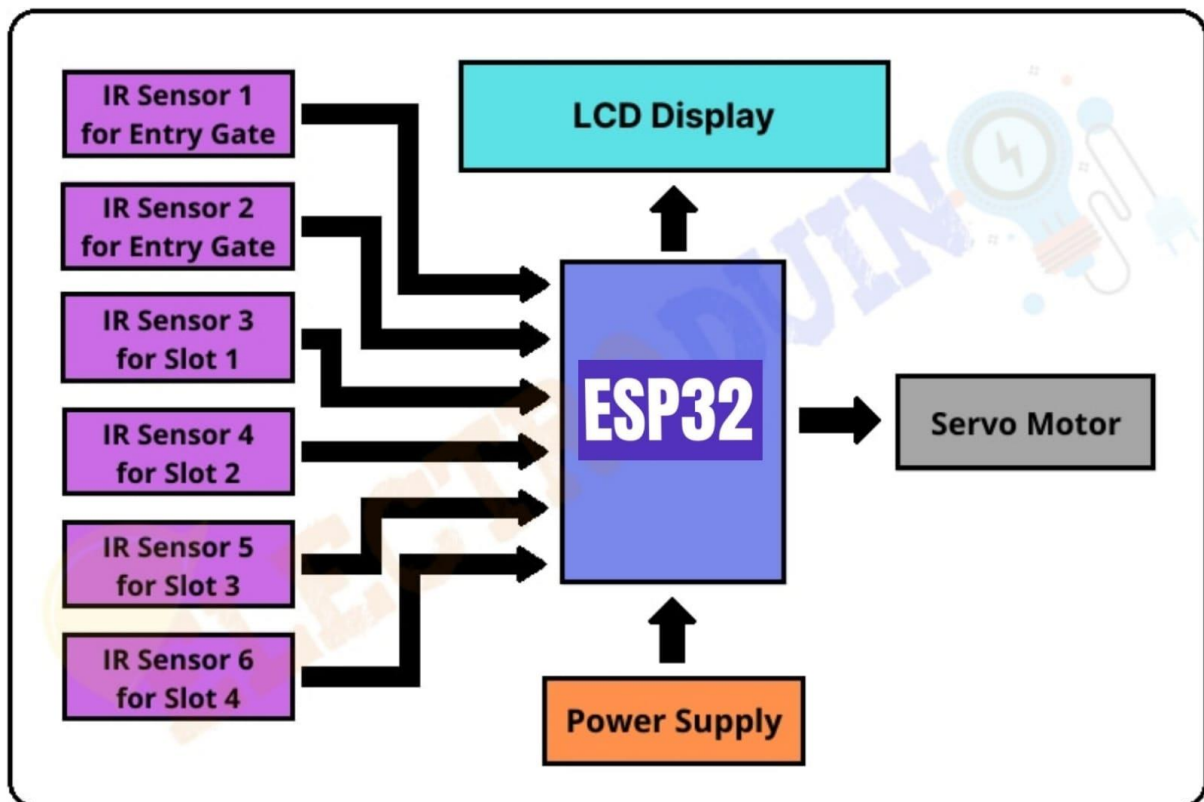 IR Sensor 1
for Entry Gate
IR Sensor 2
for Entry Gate
IR Sensor 3
for Slot 1
IR Sensor 4
for Slot 2
IR Sensor 5
for Slot 3
IR Sensor 6
for Slot 4
LCD Display
ESP32
Servo Motor
Power Supply
ELECTRODUINO